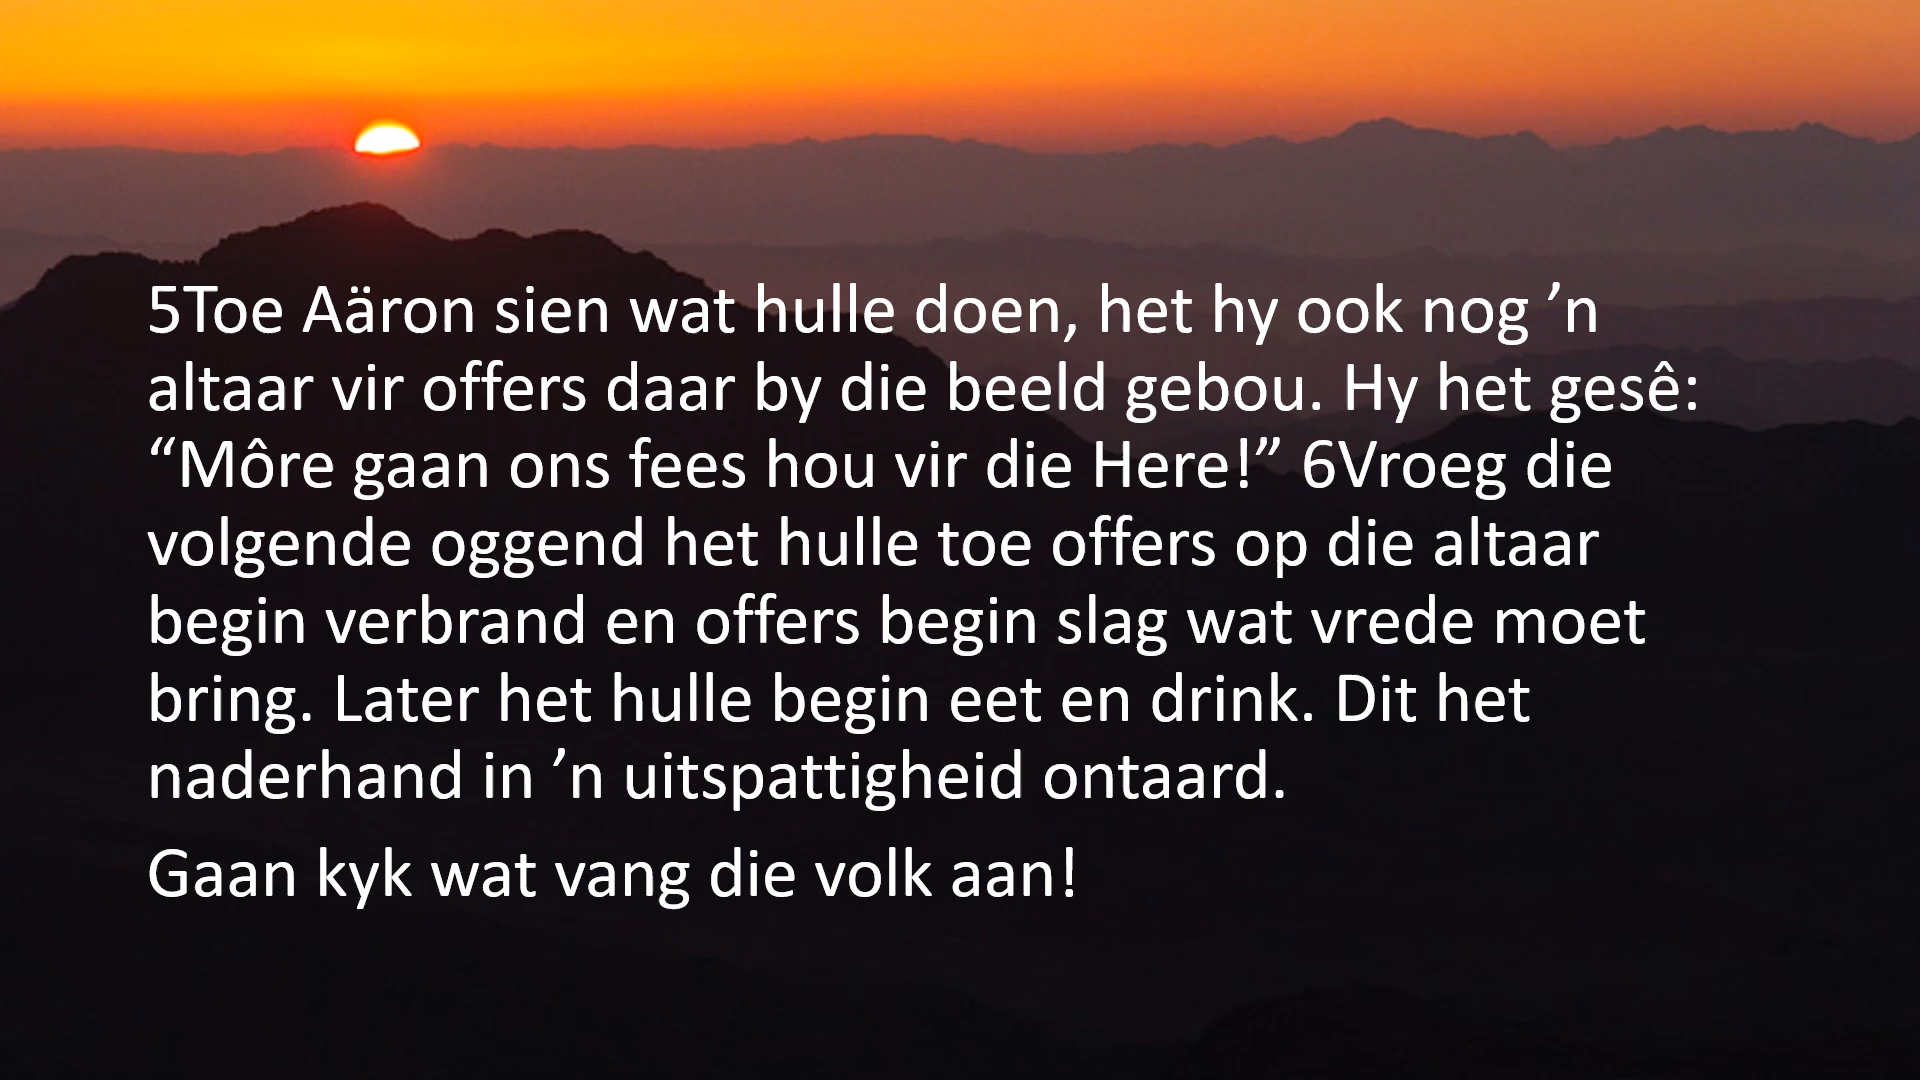 5Toe Aäron sien wat hulle doen, het hy ook nog ’n
altaar vir offers daar by die beeld gebou. Hy het gesê:
“Môre gaan ons fees hou vir die Here!” 6Vroeg die
volgende oggend het hulle toe offers op die altaar
begin verbrand en offers begin slag wat vrede moet
bring. Later het hulle begin eet en drink. Dit het
naderhand in ’n uitspattigheid ontaard.
Gaan kyk wat vang die volk aan!